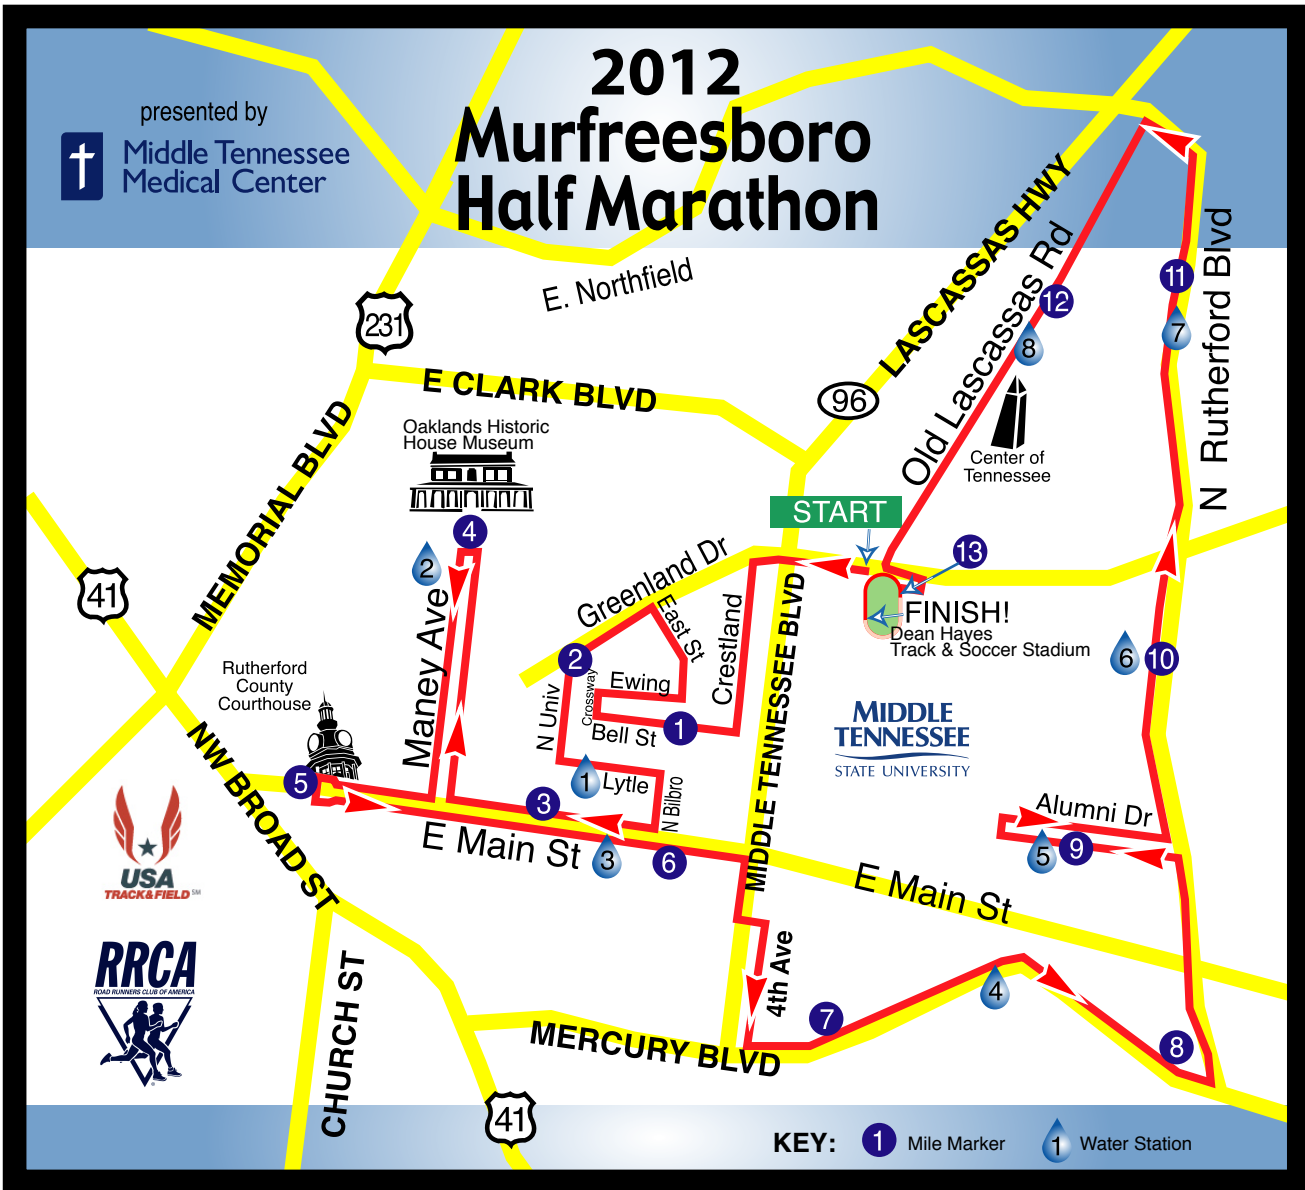 2012
Murfreesboro
Half Marathon
presented by
Middle Tennessee
Medical Center
E. Northfield
LASCASSAS HWY
Old Lascassas Rd
N Rutherford Blvd
11
12
7
8
231
E CLARK BLVD
96
Oaklands Historic
House Museum
MEMORIAL BLVD
Center of
Tennessee
START
4
2
13
41
Greenland Dr
East St
Crestland
FINISH!
Dean Hayes
Track & Soccer Stadium
6
10
Maney Ave
Rutherford
County
Courthouse
2
Ewing
Crossway
N Univ
Bell St
1
MIDDLE TENNESSEE BLVD
MIDDLE
TENNESSEE
STATE UNIVERSITY
NW BROAD ST
5
1
Lytle
N Bilbro
3
E Main St
3
6
Alumni Dr
5
9
E Main St
USA
TRACK&FIELD SM
RRCA
ROAD RUNNERS CLUB OF AMERICA
®
CHURCH ST
4th Ave
4
7
8
MERCURY BLVD
41
KEY:
1 Mile Marker
1 Water Station